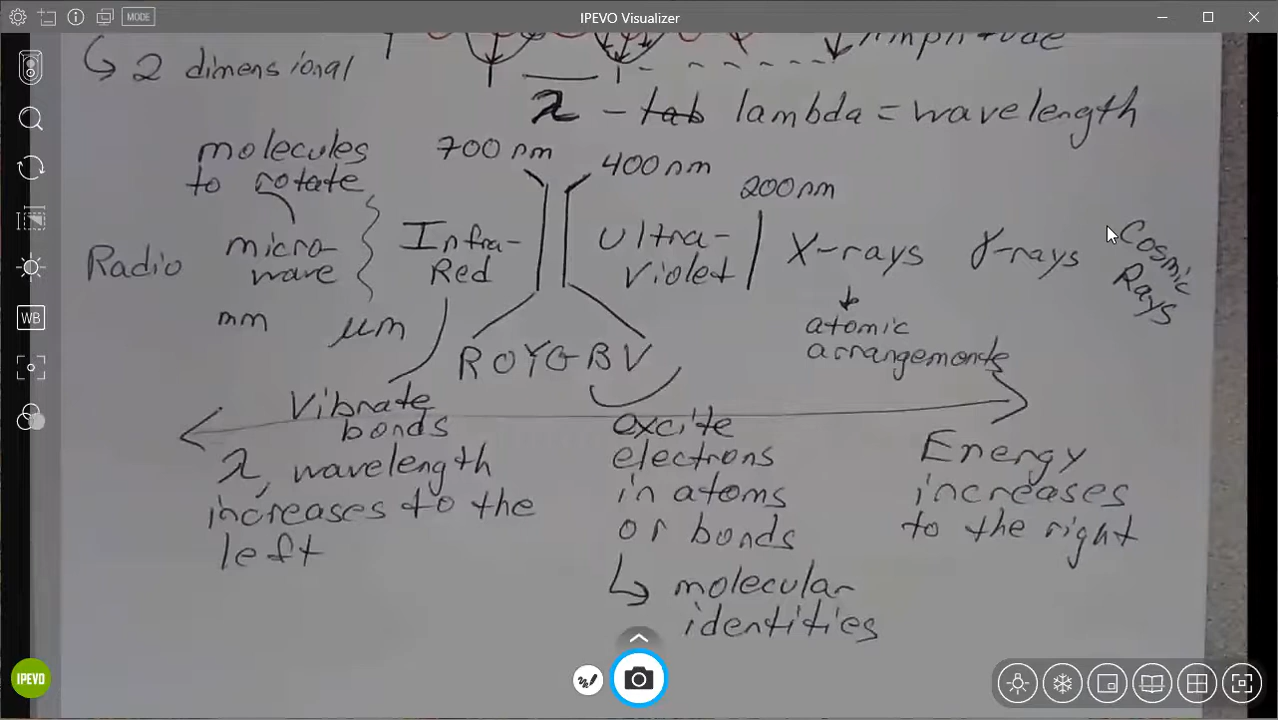 IPEVO Visualizer
MODE
WB
2 dimensional
Amplitude
λ - tab lambda = wavelength
molecules
to rotate
700 nm
400 nm
200 nm
Radio
micro-
wave
mm
μm
Infra-
Red
Ultra-
Violet
X-rays
γ-rays
Cosmic
Rays
ROYGBV
atomic
arrangements
Vibrate
bonds
λ, wavelength
increases to the
left
excite
electrons
in atoms
or bonds
molecular
identities
Energy
increases
to the right
IPEVO